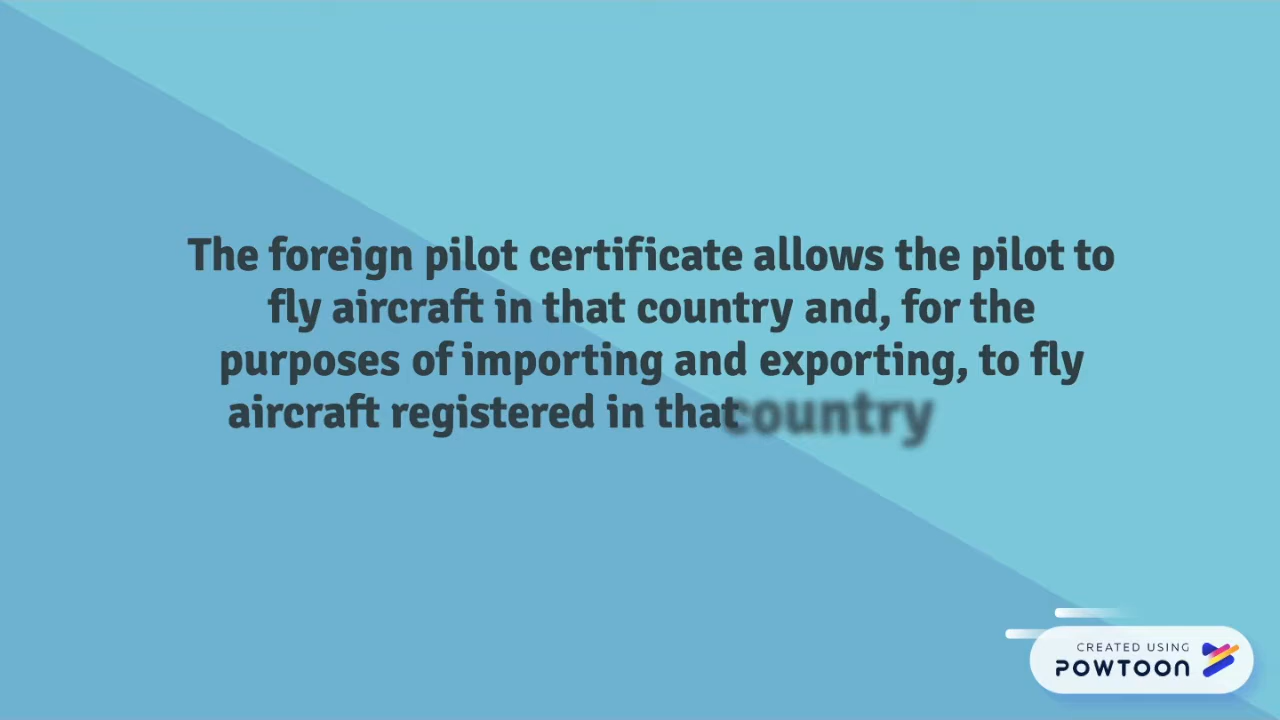 The foreign pilot certificate allows the pilot to
fly aircraft in that country and, for the
purposes of importing and exporting, to fly
aircraft registered in that country
CREATED USING
POWTOON